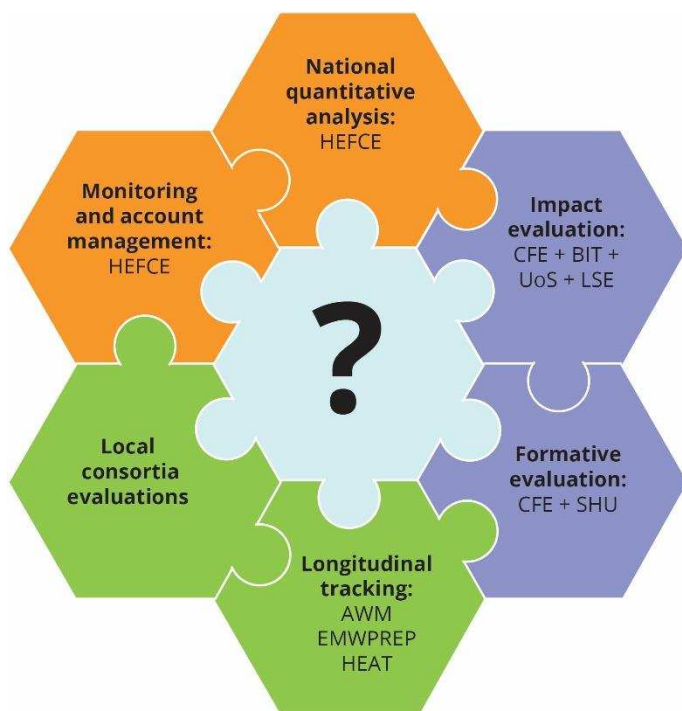 National
quantitative
analysis:
HEFCE
Monitoring
and account
management:
HEFCE
Impact
evaluation:
CFE + BIT +
UoS + LSE
?
Local
consortia
evaluations
Formative
evaluation:
CFE + SHU
Longitudinal
tracking:
AWM
EMWPREP
HEAT